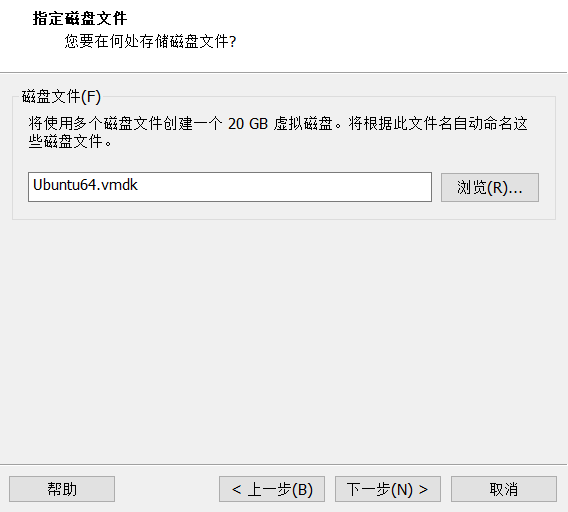 指定磁盘文件
您要在何处存储磁盘文件?
磁盘文件(F)
将使用多个磁盘文件创建一个 20 GB 虚拟磁盘。将根据此文件名自动命名这
些磁盘文件。
Ubuntu64.vmdk
浏览(R)...
帮助
< 上一步(B)
下一步(N) >
取消